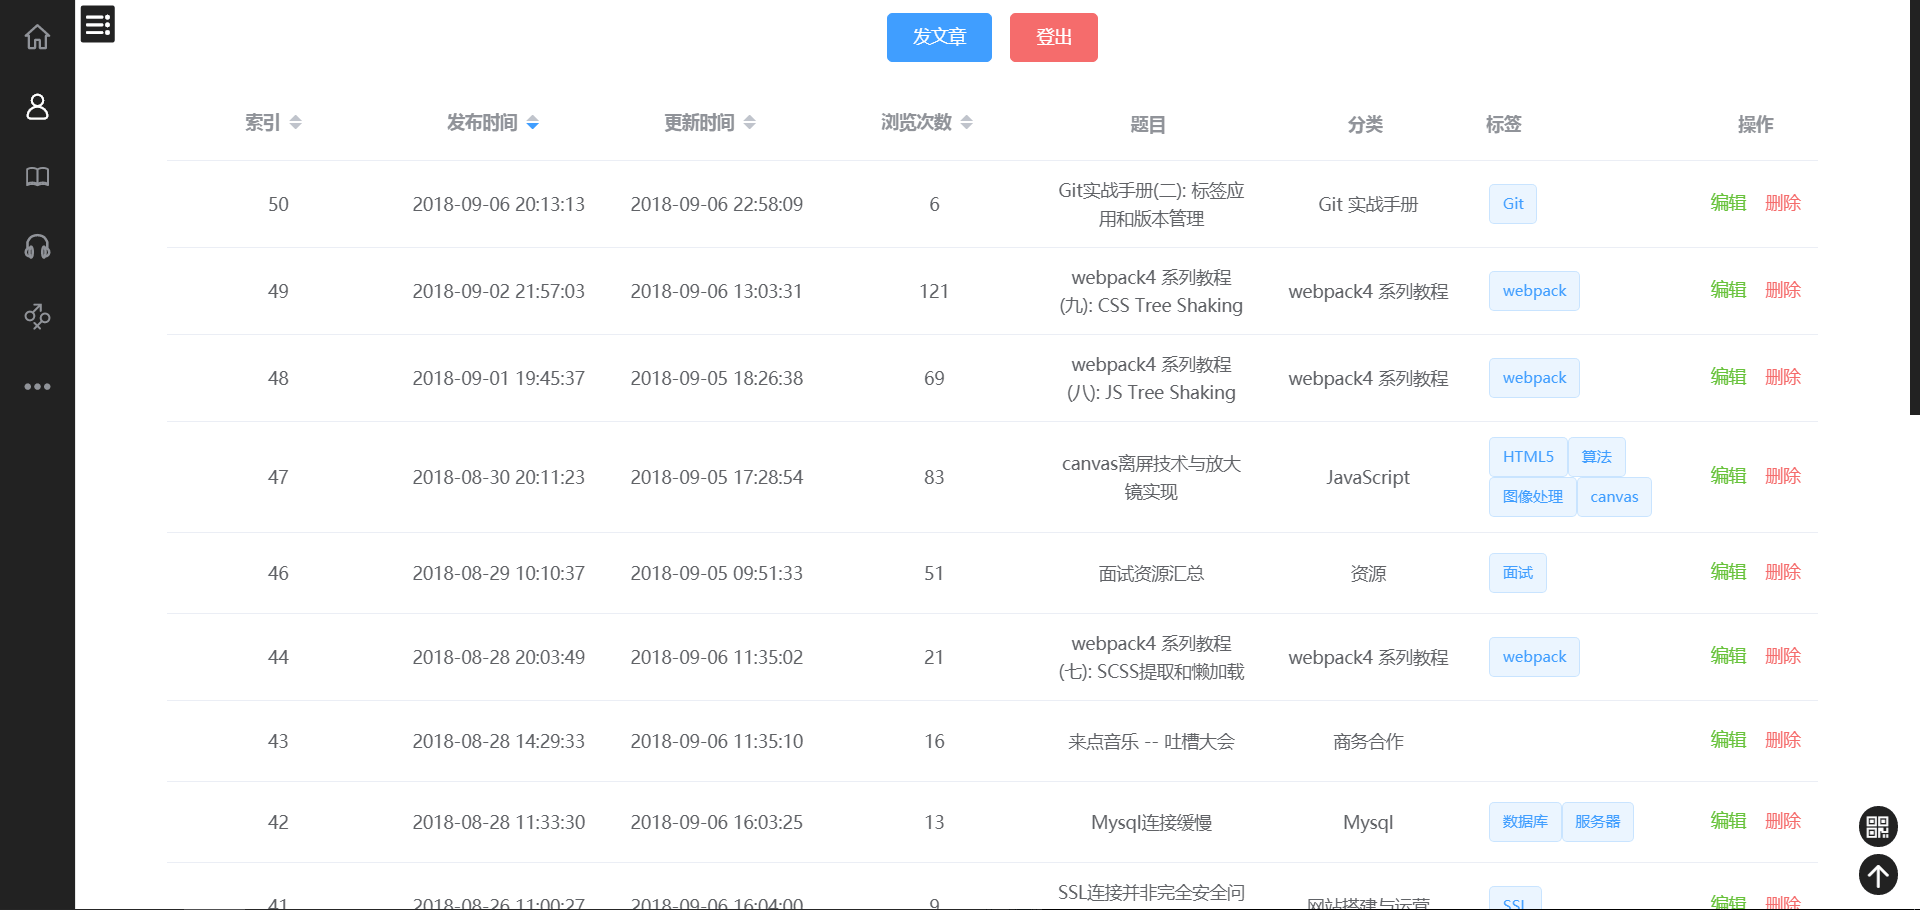 发文章 登出
索引 发布时间 更新时间 浏览次数 题目 分类 标签 操作
50 2018-09-06 20:13:13 2018-09-06 22:58:09 6 Git实战手册(二): 标签应 Git 实战手册 Git 编辑 删除
用和版本管理
49 2018-09-02 21:57:03 2018-09-06 13:03:31 121 webpack4 系列教程 webpack4 系列教程 webpack 编辑 删除
(九): CSS Tree Shaking
48 2018-09-01 19:45:37 2018-09-05 18:26:38 69 webpack4 系列教程 webpack4 系列教程 webpack 编辑 删除
(八): JS Tree Shaking
47 2018-08-30 20:11:23 2018-09-05 17:28:54 83 canvas离屏技术与放大 JavaScript HTML5 算法 编辑 删除
镜实现 图像处理 canvas
46 2018-08-29 10:10:37 2018-09-05 09:51:33 51 面试资源汇总 资源 面试 编辑 删除
44 2018-08-28 20:03:49 2018-09-06 11:35:02 21 webpack4 系列教程 webpack4 系列教程 webpack 编辑 删除
(七): SCSS提取和懒加载
43 2018-08-28 14:29:33 2018-09-06 11:35:10 16 来点音乐 -- 吐槽大会 商务合作 编辑 删除
42 2018-08-28 11:33:30 2018-09-06 16:03:25 13 Mysql连接缓慢 Mysql 数据库 服务器 编辑 删除
41 2018-08-26 11:00:27 2018-09-06 16:04:00 9 SSL连接并非完全安全问 网站搭建与运营 SSL 编辑 删除